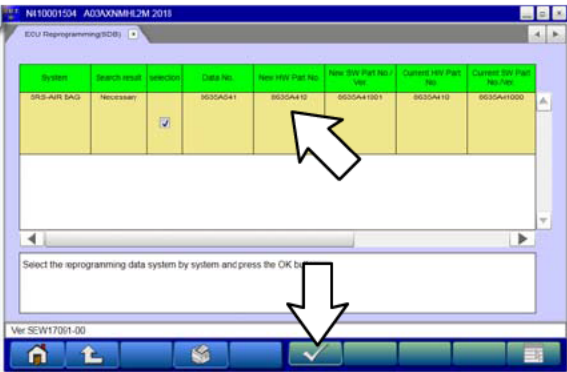 N410001504 A03AXNMHL2M 2018
ECU Reprogramming(SDB)
System Search result selection Data No. New HW Part No. New SW Part No./Ver. Current HW Part No. Current SW Part No./Ver.
SRS-AIR BAG Necessary 8635A541 8635A410 8635A41001 8635A410 8635A41000
Select the reprogramming data system by system and press the OK bu
Ver.SEW17091-00